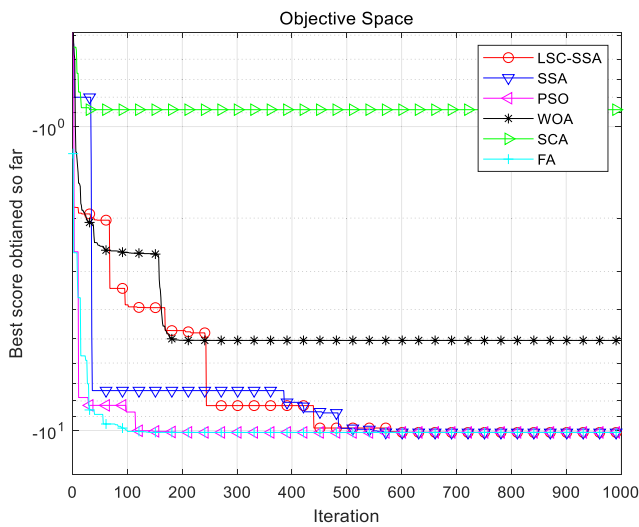 Objective Space
LSC-SSA
SSA
PSO
WOA
SCA
FA
-10^0
-10^1
Best score obtianed so far
0 100 200 300 400 500 600 700 800 900 1000
Iteration